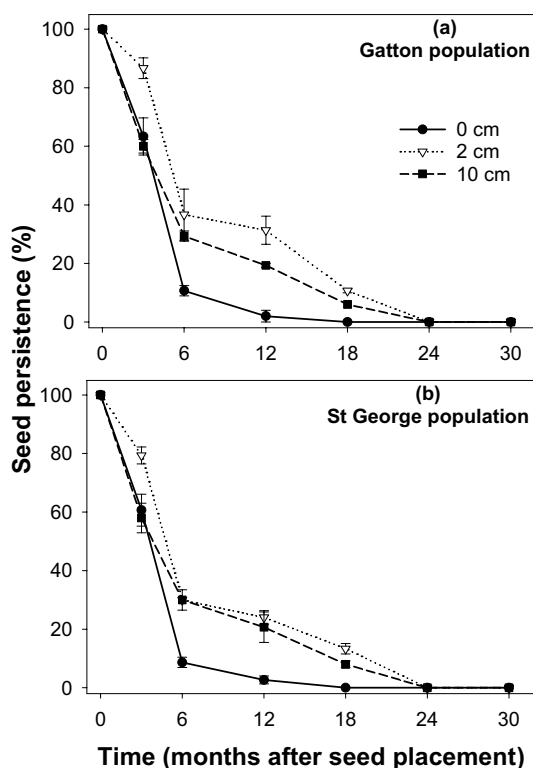 (a)
Gatton population
0 cm
2 cm
10 cm
100
80
60
40
20
0
0 6 12 18 24 30
Seed persistence (%)
(b)
St George population
100
80
60
40
20
0
0 6 12 18 24 30
Time (months after seed placement)